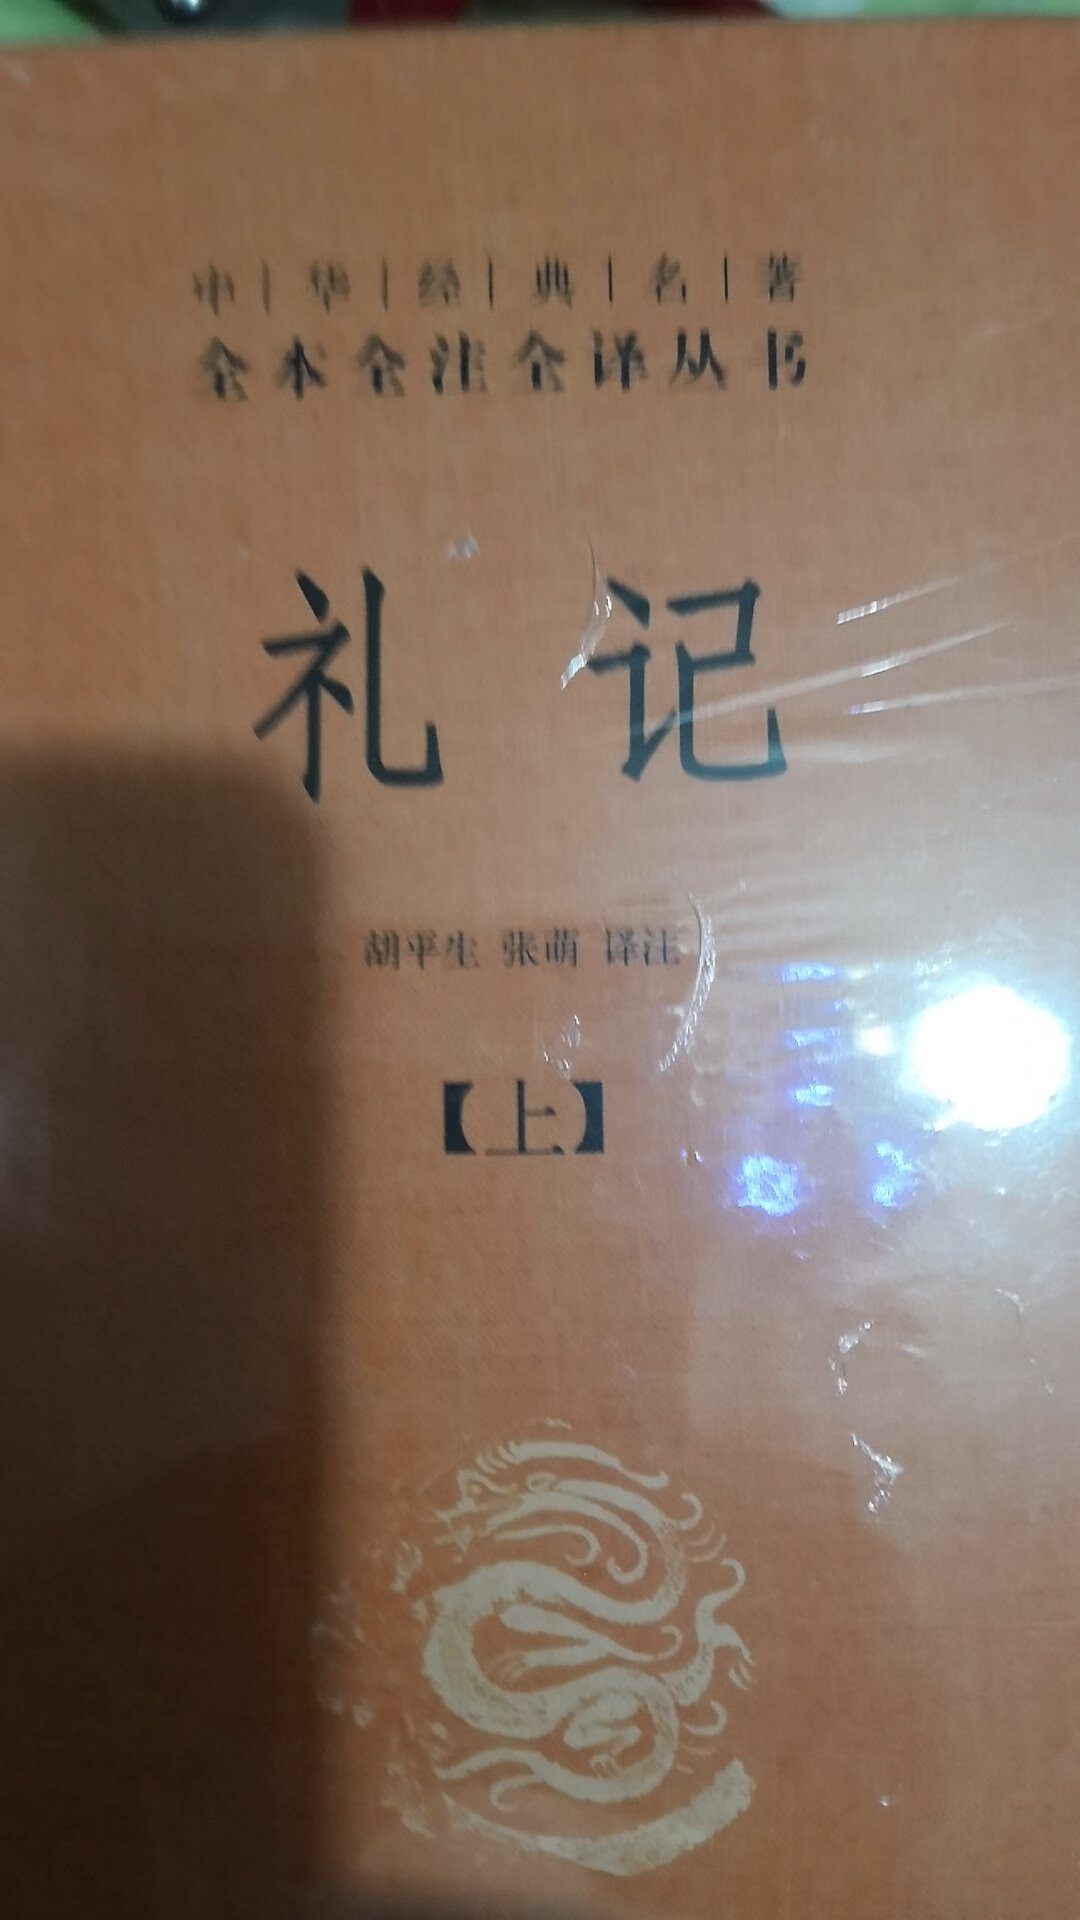 中|华|经|典|名|著
全本全注全译丛书
礼记
胡平生 张萌 译注
【上】